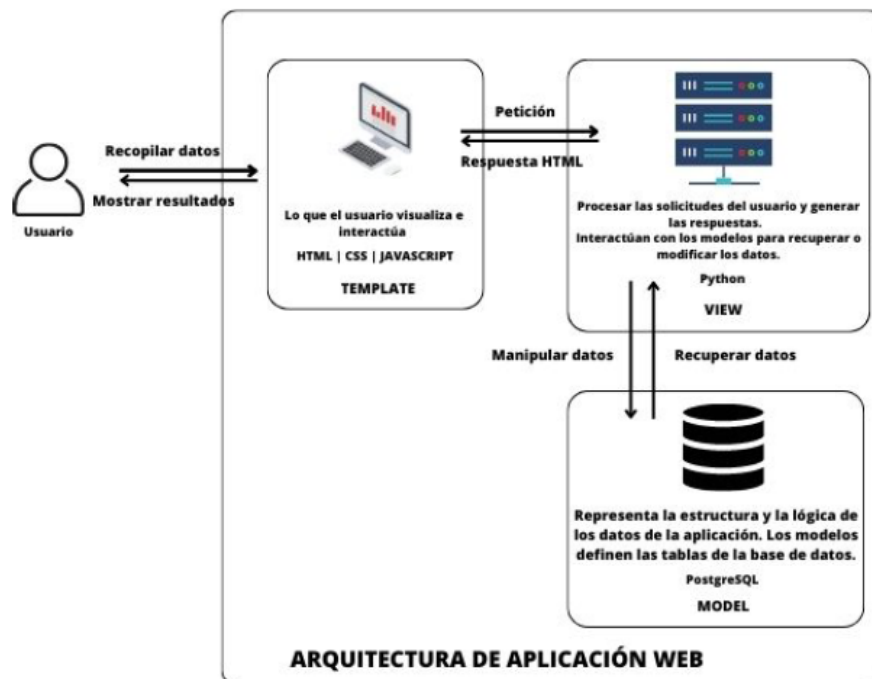 Usuario
Recopilar datos
Mostrar resultados
Lo que el usuario visualiza e
interactúa
HTML | CSS | JAVASCRIPT
TEMPLATE
Petición
Respuesta HTML
Procesar las solicitudes del usuario y generar
las respuestas.
Interactúan con los modelos para recuperar o
modificar los datos.
Python
VIEW
Manipular datos
Recuperar datos
Representa la estructura y la lógica de
los datos de la aplicación. Los modelos
definen las tablas de la base de datos.
PostgreSQL
MODEL
ARQUITECTURA DE APLICACIÓN WEB